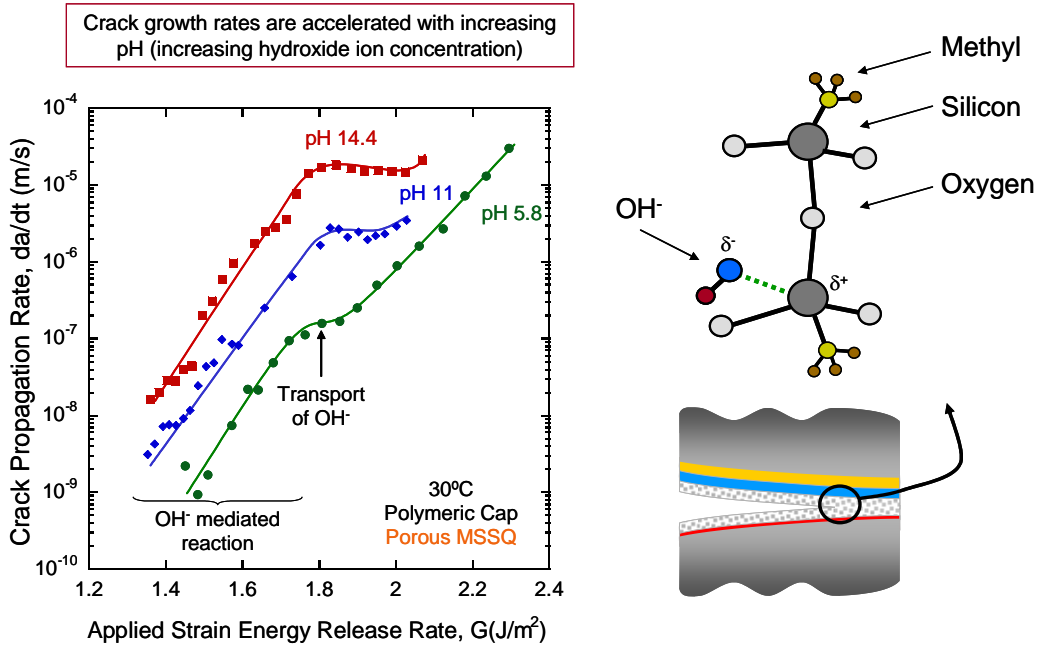 Crack growth rates are accelerated with increasing
pH (increasing hydroxide ion concentration)
Crack Propagation Rate, da/dt (m/s)
10⁻⁴
10⁻⁵
10⁻⁶
10⁻⁷
10⁻⁸
10⁻⁹
10⁻¹⁰
1.2
1.4
1.6
1.8
2
2.2
2.4
Applied Strain Energy Release Rate, G(J/m²)
pH 14.4
pH 11
pH 5.8
Transport
of OH⁻
OH⁻ mediated
reaction
30ºC
Polymeric Cap
Porous MSSQ
Methyl
Silicon
Oxygen
OH⁻
δ⁻
δ⁺